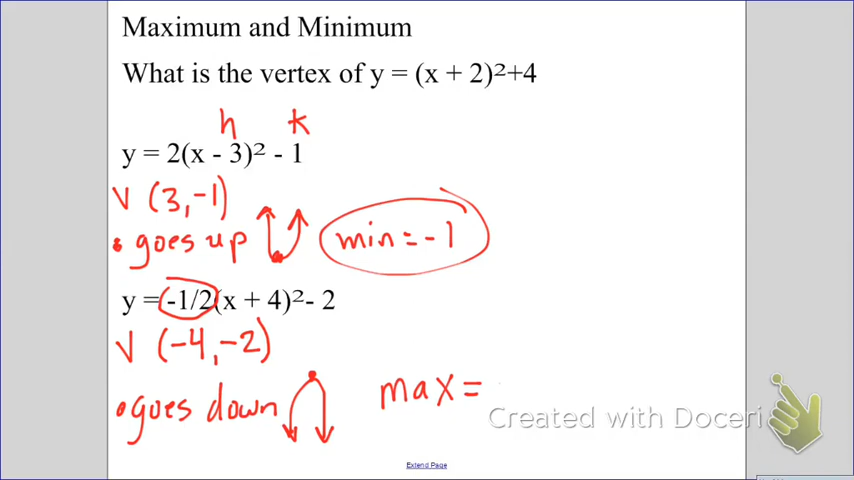 Maximum and Minimum
What is the vertex of y = (x + 2)²+4
h k
y = 2(x - 3)² - 1
V (3,-1)
• goes up
min = -1
y = -1/2(x + 4)²- 2
V (-4,-2)
• goes down
max =
Created with Doceri
Extend Page